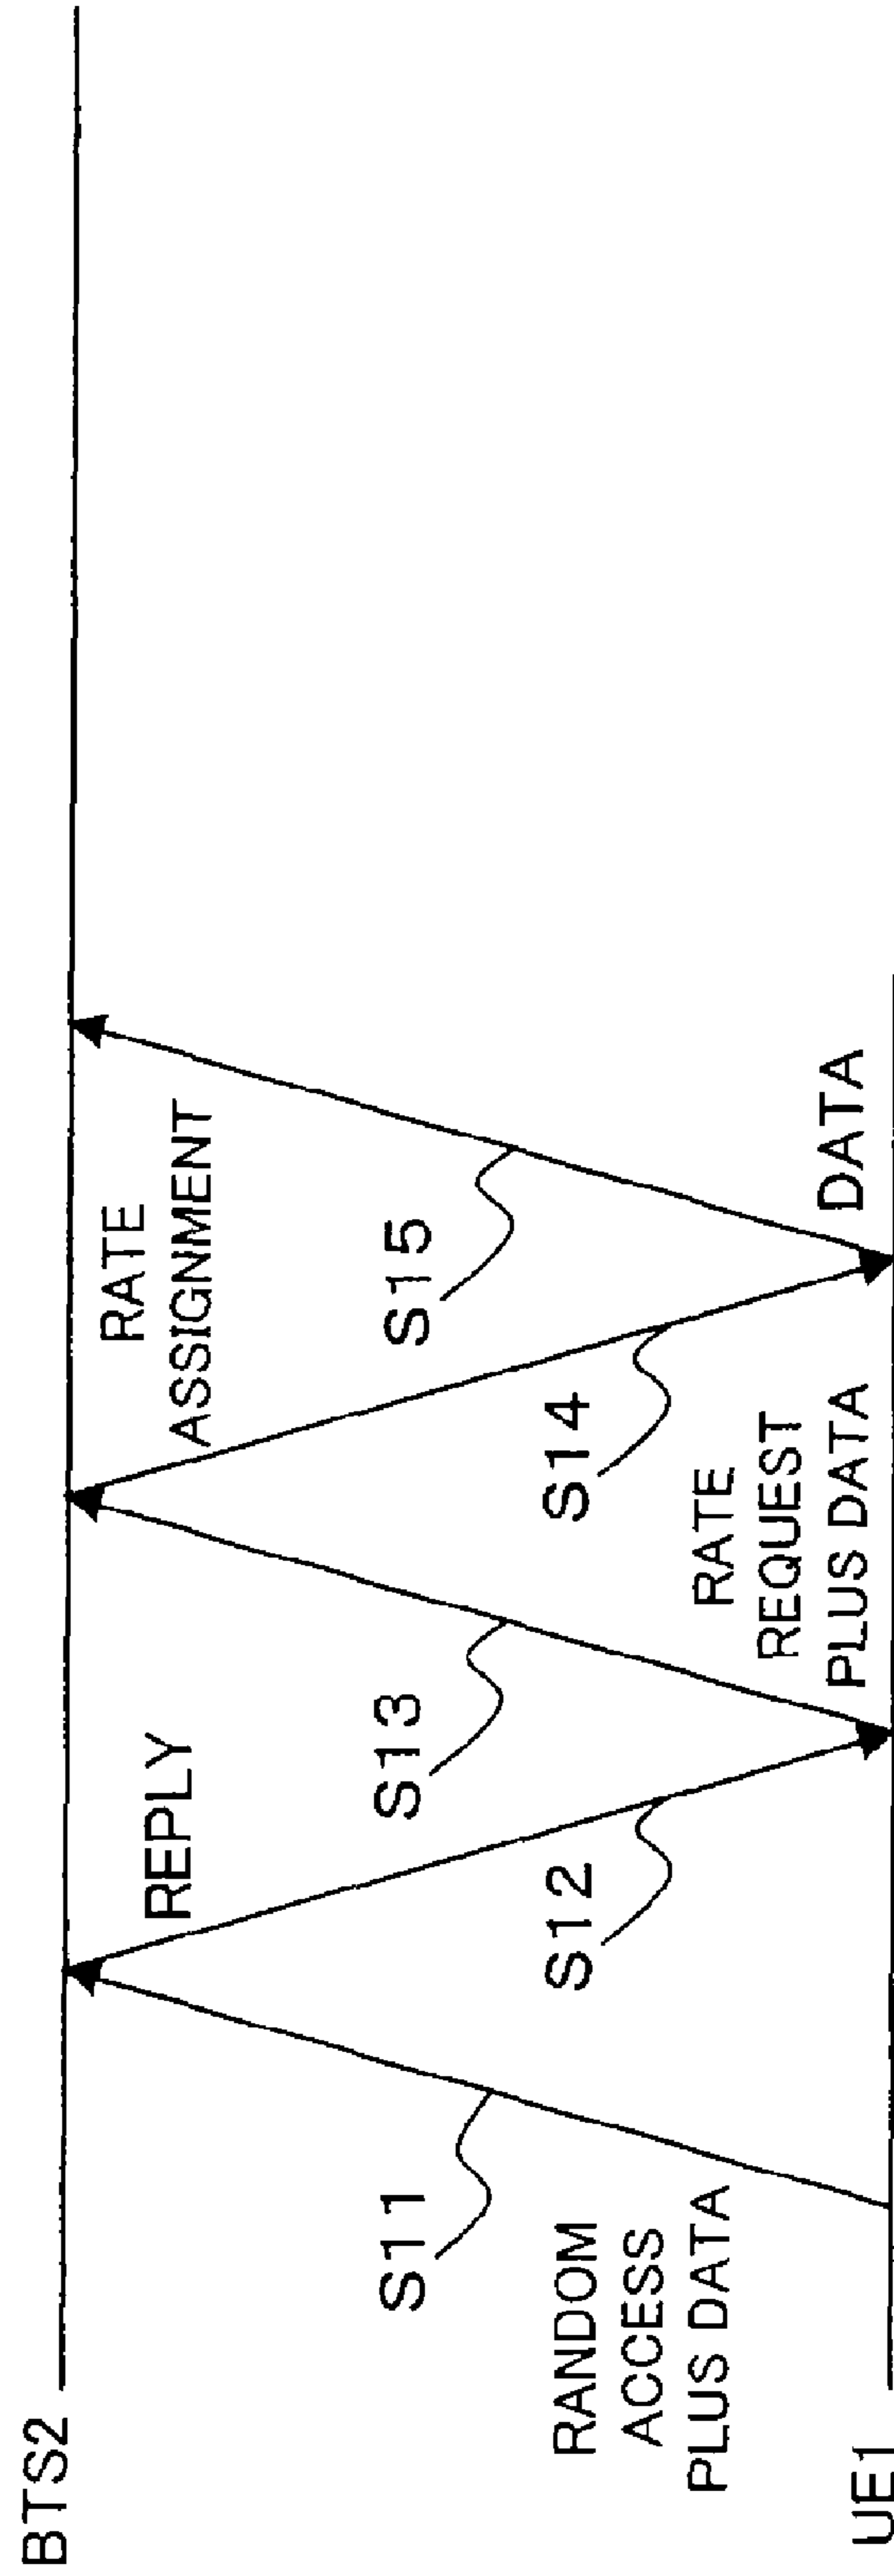 BTS2
UE1
RANDOM
ACCESS
PLUS DATA
S11
S12
REPLY
S13
RATE
REQUEST
PLUS DATA
S14
RATE
ASSIGNMENT
S15
DATA